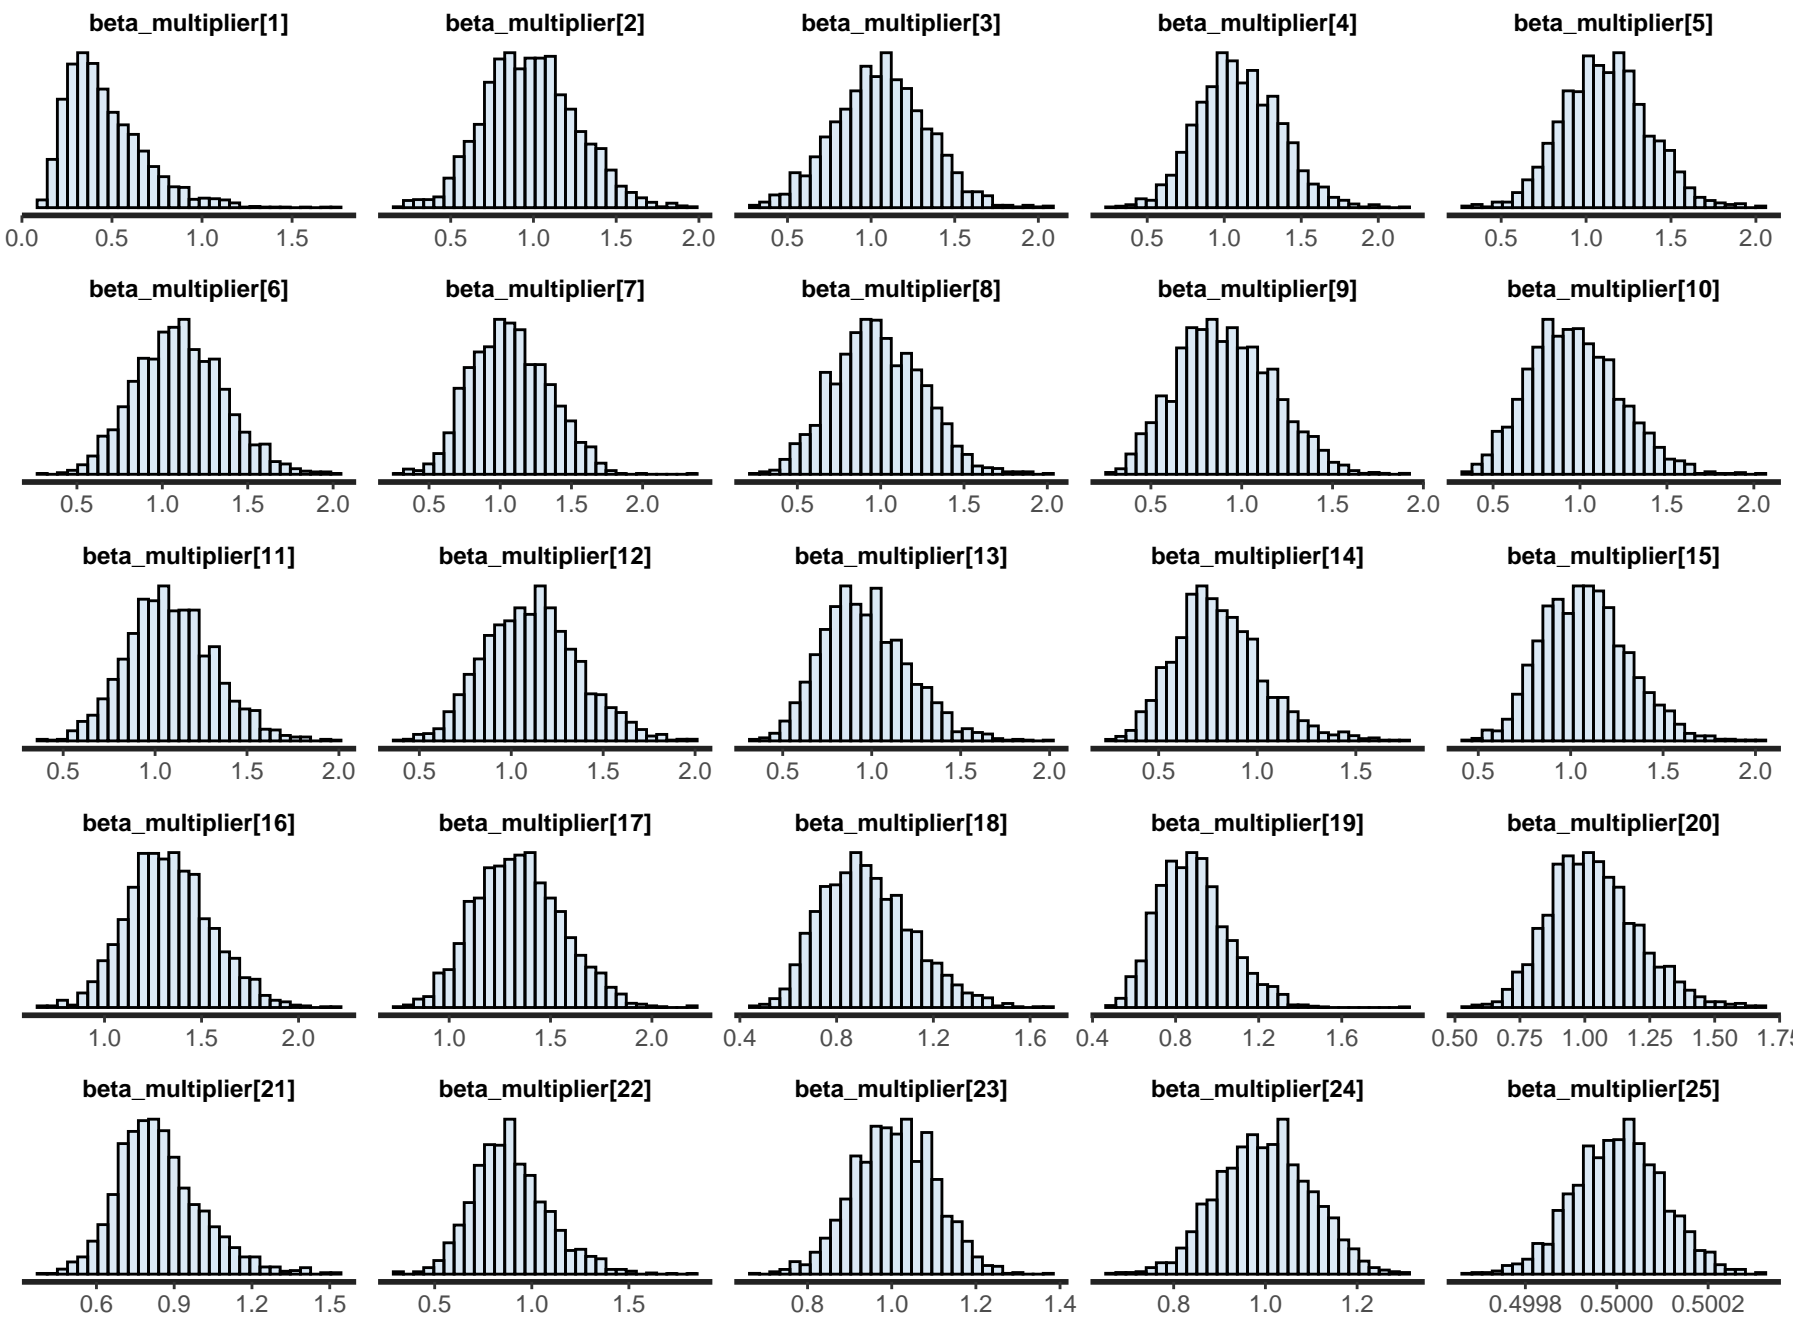 beta_multiplier[1] beta_multiplier[2] beta_multiplier[3] beta_multiplier[4] beta_multiplier[5]
0.0 0.5 1.0 1.5 0.5 1.0 1.5 2.0 0.5 1.0 1.5 2.0 0.5 1.0 1.5 2.0 0.5 1.0 1.5 2.0
beta_multiplier[6] beta_multiplier[7] beta_multiplier[8] beta_multiplier[9] beta_multiplier[10]
0.5 1.0 1.5 2.0 0.5 1.0 1.5 2.0 0.5 1.0 1.5 2.0 0.5 1.0 1.5 2.0 0.5 1.0 1.5 2.0
beta_multiplier[11] beta_multiplier[12] beta_multiplier[13] beta_multiplier[14] beta_multiplier[15]
0.5 1.0 1.5 2.0 0.5 1.0 1.5 2.0 0.5 1.0 1.5 2.0 0.5 1.0 1.5 0.5 1.0 1.5 2.0
beta_multiplier[16] beta_multiplier[17] beta_multiplier[18] beta_multiplier[19] beta_multiplier[20]
1.0 1.5 2.0 1.0 1.5 2.0 0.4 0.8 1.2 1.6 0.4 0.8 1.2 1.6 0.50 0.75 1.00 1.25 1.50 1.75
beta_multiplier[21] beta_multiplier[22] beta_multiplier[23] beta_multiplier[24] beta_multiplier[25]
0.6 0.9 1.2 1.5 0.5 1.0 1.5 0.8 1.0 1.2 1.4 0.8 1.0 1.2 0.4998 0.5000 0.5002